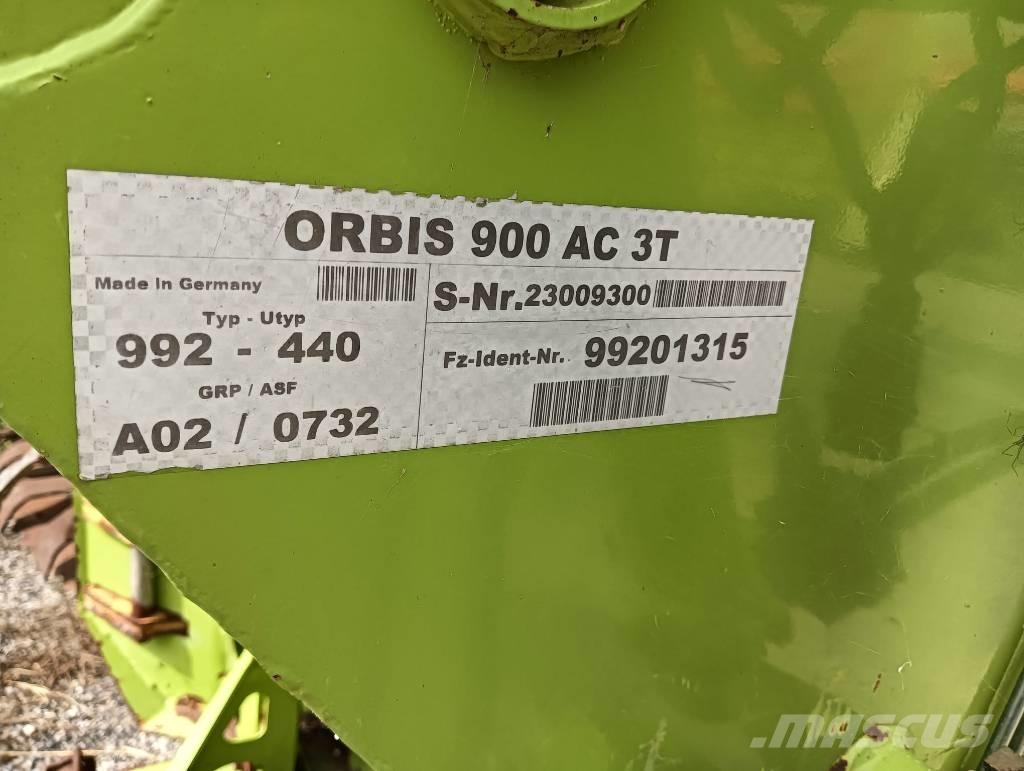 ORBIS 900 AC 3T
Made In Germany
Typ - Utyp
992 - 440
GRP / ASF
A02 / 0732
S-Nr.23009300
Fz-Ident-Nr. 99201315
MASCUS